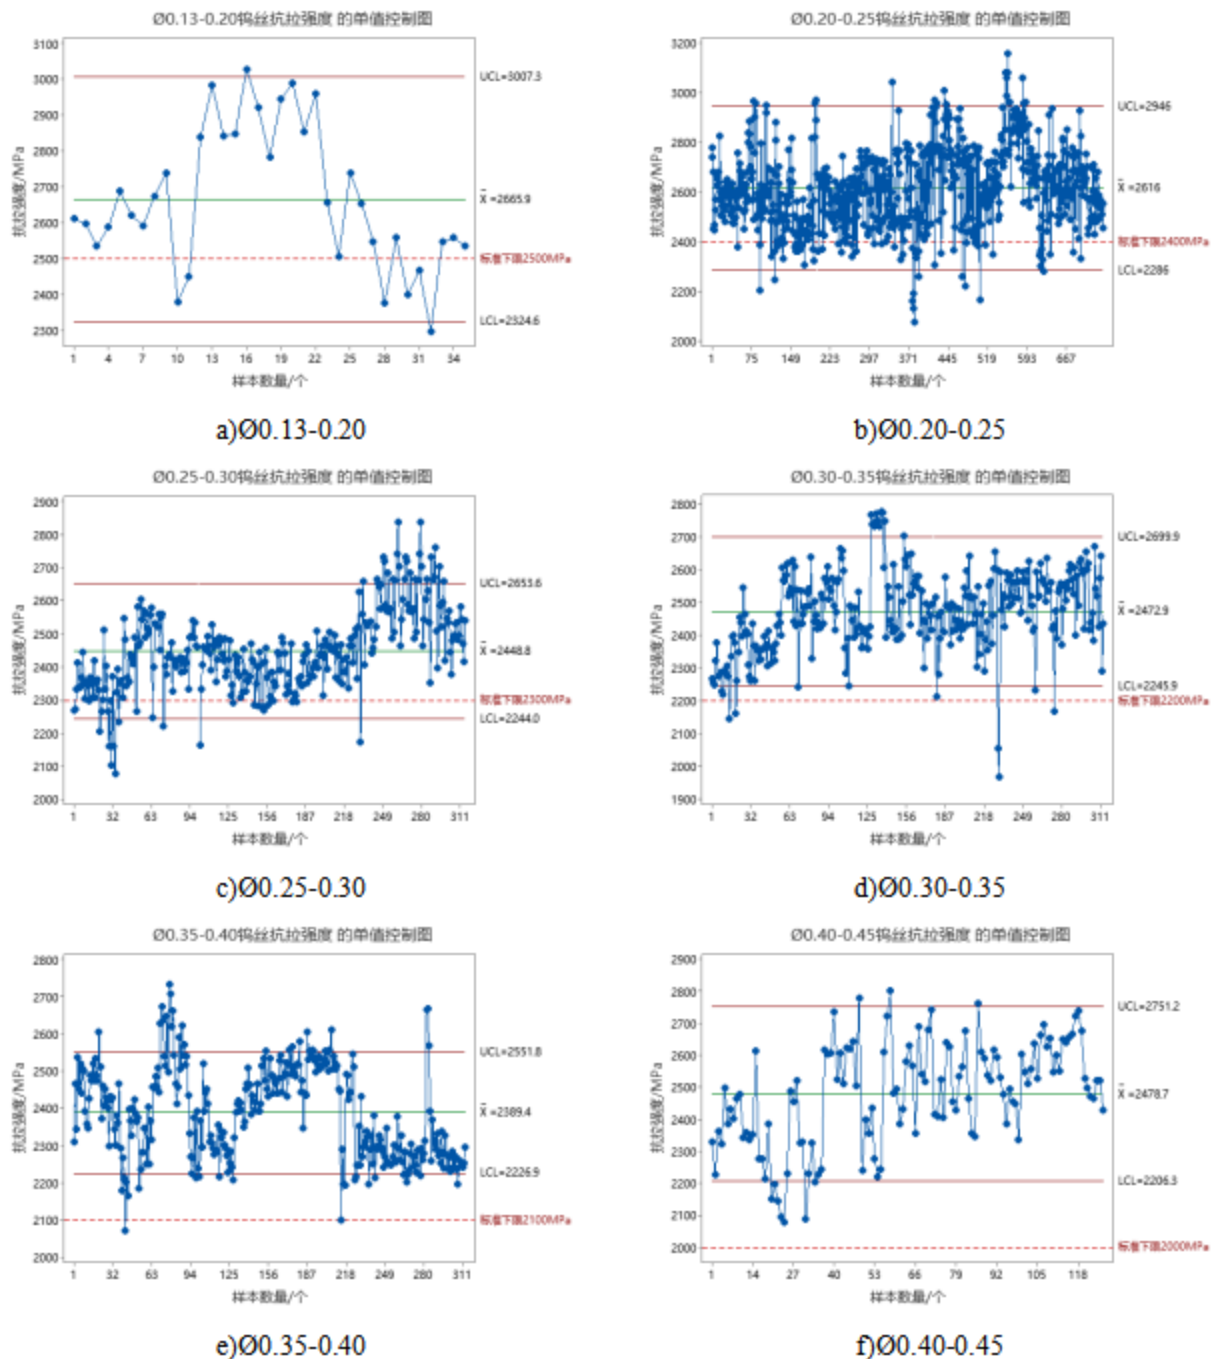 Ø0.13-0.20钨丝抗拉强度 的单值控制图
3100
3000
2900
2800
2700
2600
2500
2400
2300
抗拉强度/MPa
UCL=3007.3
X̄=2665.9
标准下限2500MPa
LCL=2324.6
1 4 7 10 13 16 19 22 25 28 31 34
样本数量/个
a)Ø0.13-0.20
Ø0.20-0.25钨丝抗拉强度 的单值控制图
3200
3000
2800
2600
2400
2200
2000
抗拉强度/MPa
UCL=2946
X̄=2616
标准下限2400MPa
LCL=2286
1 75 149 223 297 371 445 519 593 667
样本数量/个
b)Ø0.20-0.25
Ø0.25-0.30钨丝抗拉强度 的单值控制图
2900
2800
2700
2600
2500
2400
2300
2200
2100
2000
抗拉强度/MPa
UCL=2653.6
X̄=2448.8
标准下限2300MPa
LCL=2244.0
1 32 63 94 125 156 187 218 249 280 311
样本数量/个
c)Ø0.25-0.30
Ø0.30-0.35钨丝抗拉强度 的单值控制图
2800
2700
2600
2500
2400
2300
2200
2100
2000
1900
抗拉强度/MPa
UCL=2699.9
X̄=2472.9
LCL=2245.9
标准下限2200MPa
1 32 63 94 125 156 187 218 249 280 311
样本数量/个
d)Ø0.30-0.35
Ø0.35-0.40钨丝抗拉强度 的单值控制图
2800
2700
2600
2500
2400
2300
2200
2100
2000
抗拉强度/MPa
UCL=2551.8
X̄=2389.4
LCL=2226.9
标准下限2100MPa
1 32 63 94 125 156 187 218 249 280 311
样本数量/个
e)Ø0.35-0.40
Ø0.40-0.45钨丝抗拉强度 的单值控制图
2900
2800
2700
2600
2500
2400
2300
2200
2100
2000
抗拉强度/MPa
UCL=2751.2
X̄=2478.7
LCL=2206.3
标准下限2000MPa
1 14 27 40 53 66 79 92 105 118
样本数量/个
f)Ø0.40-0.45